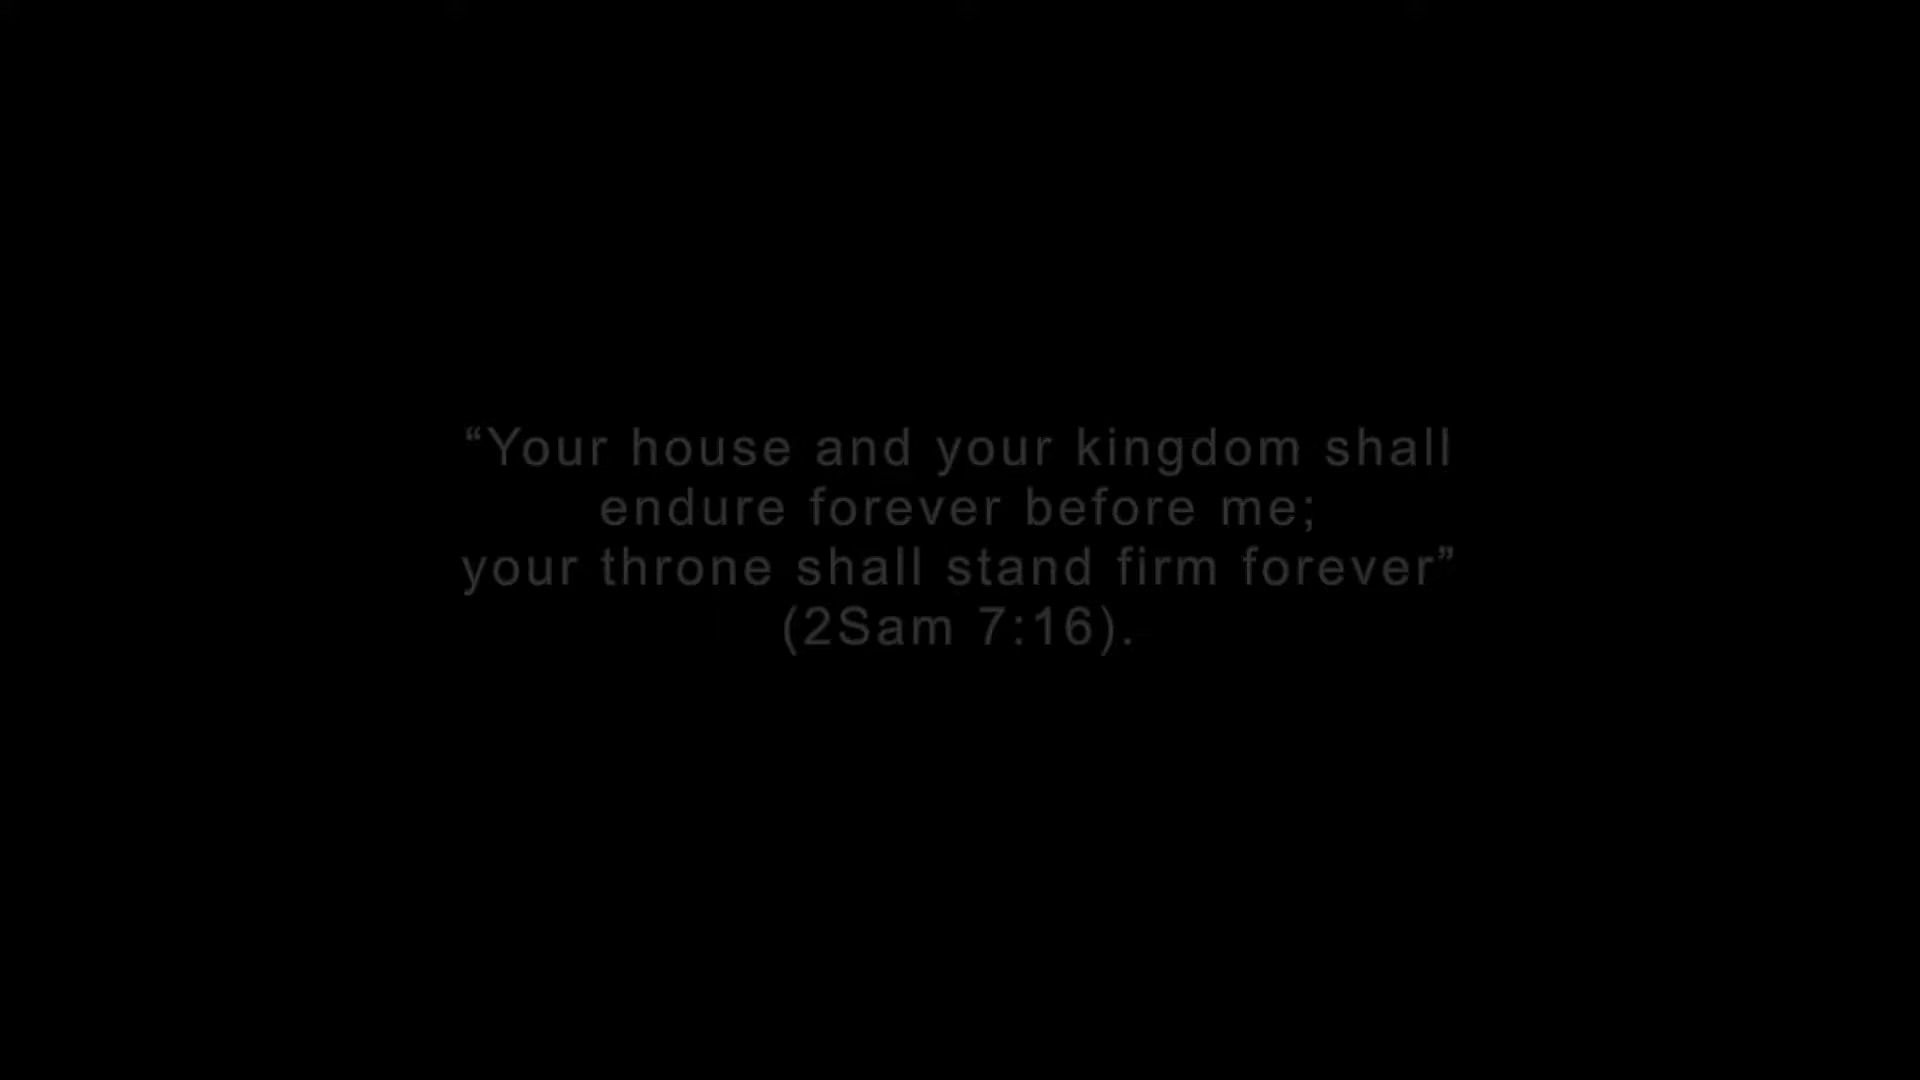 “Your house and your kingdom shall
endure forever before me;
your throne shall stand firm forever”
(2Sam 7:16).